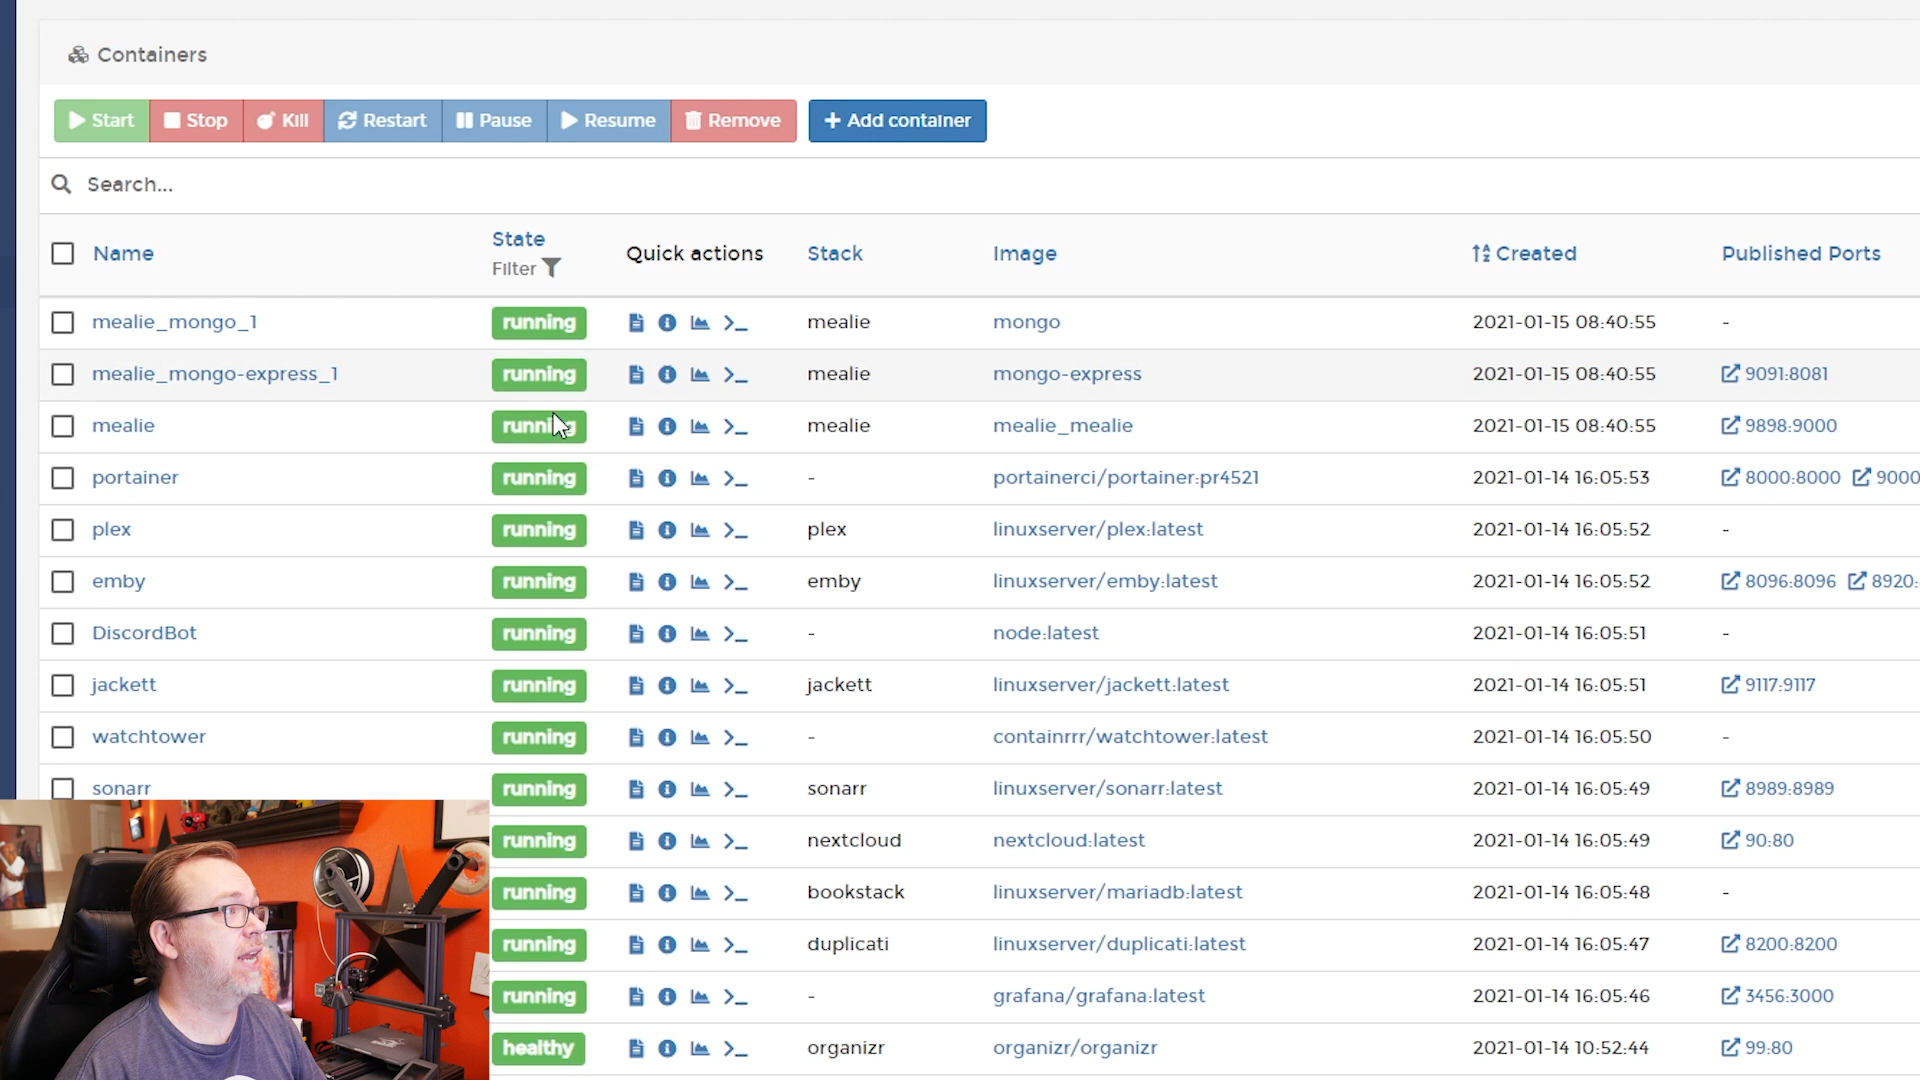 Containers
Start Stop Kill Restart Pause Resume Remove Add container
Search...
Name State Filter Quick actions Stack Image Created Published Ports
mealie_mongo_1 running mealie mongo 2021-01-15 08:40:55 -
mealie_mongo-express_1 running mealie mongo-express 2021-01-15 08:40:55 9091:8081
mealie running mealie mealie_mealie 2021-01-15 08:40:55 9898:9000
portainer running - portainerci/portainer:pr4521 2021-01-14 16:05:53 8000:8000 9000
plex running plex linuxserver/plex:latest 2021-01-14 16:05:52 -
emby running emby linuxserver/emby:latest 2021-01-14 16:05:52 8096:8096 8920:
DiscordBot running - node:latest 2021-01-14 16:05:51 -
jackett running jackett linuxserver/jackett:latest 2021-01-14 16:05:51 9117:9117
watchtower running - containrrr/watchtower:latest 2021-01-14 16:05:50 -
sonarr running sonarr linuxserver/sonarr:latest 2021-01-14 16:05:49 8989:8989
running nextcloud nextcloud:latest 2021-01-14 16:05:49 90:80
running bookstack linuxserver/mariadb:latest 2021-01-14 16:05:48 -
running duplicati linuxserver/duplicati:latest 2021-01-14 16:05:47 8200:8200
running - grafana/grafana:latest 2021-01-14 16:05:46 3456:3000
healthy organizr organizr/organizr 2021-01-14 10:52:44 99:80